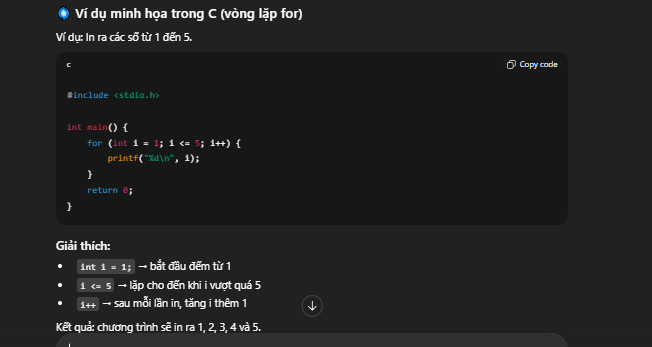 Ví dụ minh họa trong C (vòng lặp for)
Ví dụ: In ra các số từ 1 đến 5.
c
Copy code
#include <stdio.h>
int main() {
for (int i = 1; i <= 5; i++) {
printf("%d\n", i);
}
return 0;
}
Giải thích:
int i = 1; → bắt đầu đếm từ 1
i <= 5 → lặp cho đến khi i vượt quá 5
i++ → sau mỗi lần in, tăng i thêm 1
Kết quả: chương trình sẽ in ra 1, 2, 3, 4 và 5.